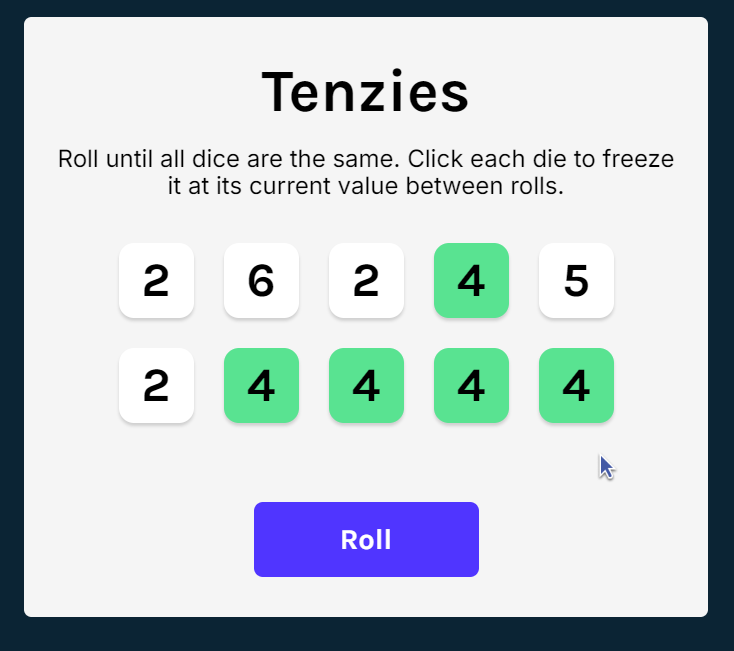 Tenzies
Roll until all dice are the same. Click each die to freeze
it at its current value between rolls.
2 6 2 4 5
2 4 4 4 4
Roll